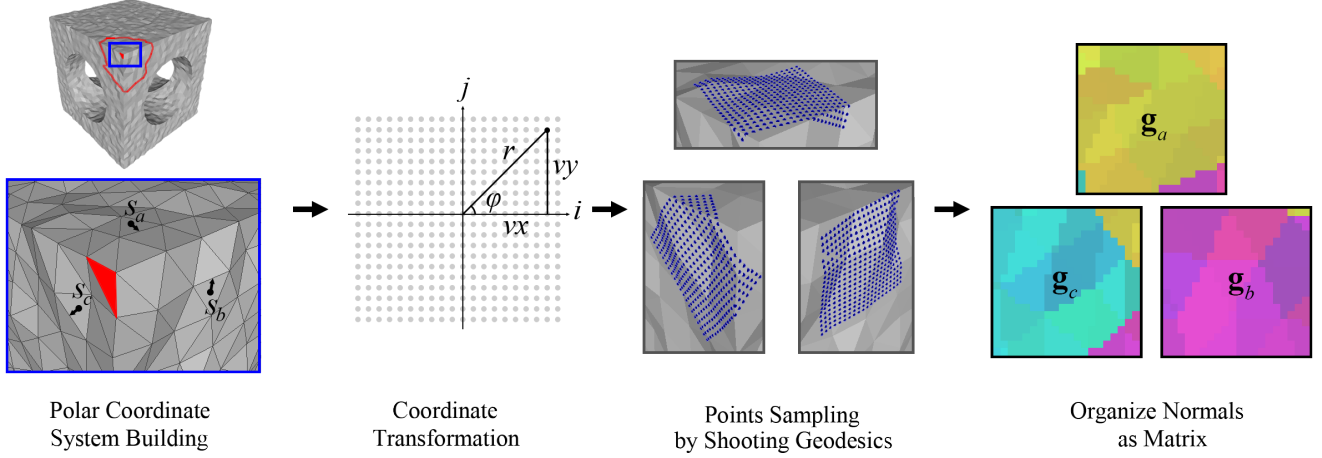 S_a
S_c
S_b
j
r
vy
φ
vx
i
g_a
g_c
g_b
Polar Coordinate
System Building
Coordinate
Transformation
Points Sampling
by Shooting Geodesics
Organize Normals
as Matrix